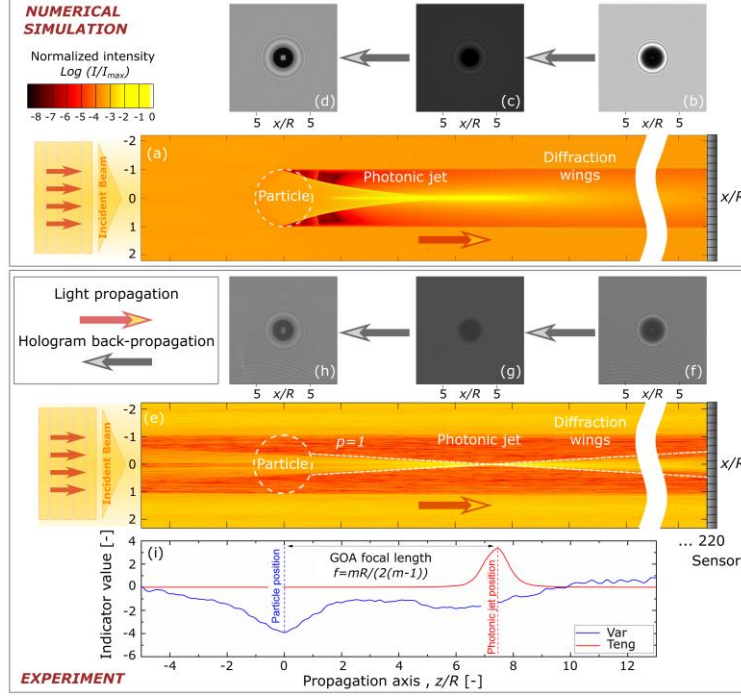 NUMERICAL
SIMULATION
Normalized intensity
Log (I/Imax)
-8 -7 -6 -5 -4 -3 -2 -1 0
(d)
(c)
(b)
5 x/R 5
5 x/R 5
5 x/R 5
Incident Beam
-2
-1
0
1
2
(a)
Particle
Photonic jet
Diffraction
wings
x/R
Light propagation
Hologram back-propagation
(h)
(g)
(f)
5 x/R 5
5 x/R 5
5 x/R 5
Incident Beam
-2
-1
0
1
2
(e)
Particle
p=1
Photonic jet
Diffraction
wings
x/R
Indicator value [-]
4
2
0
-2
-4
-6
(i)
Particle position
GOA focal length
f=mR/(2(m-1))
Photonic jet position
... 220
Sensor
Var
Teng
-4 -2 0 2 4 6 8 10 12
Propagation axis , z/R [-]
EXPERIMENT